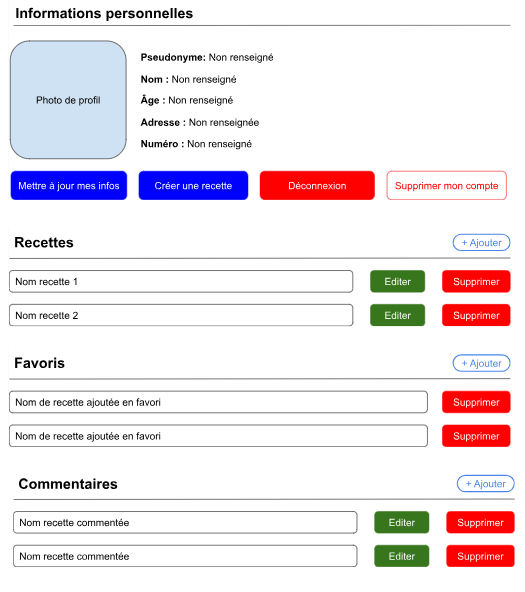 Informations personnelles
Photo de profil
Pseudonyme: Non renseigné
Nom : Non renseigné
Âge : Non renseigné
Adresse : Non renseignée
Numéro : Non renseigné
Mettre à jour mes infos
Créer une recette
Déconnexion
Supprimer mon compte
Recettes
+ Ajouter
Nom recette 1
Editer
Supprimer
Nom recette 2
Editer
Supprimer
Favoris
+ Ajouter
Nom de recette ajoutée en favori
Supprimer
Nom de recette ajoutée en favori
Supprimer
Commentaires
+ Ajouter
Nom recette commentée
Editer
Supprimer
Nom recette commentée
Editer
Supprimer